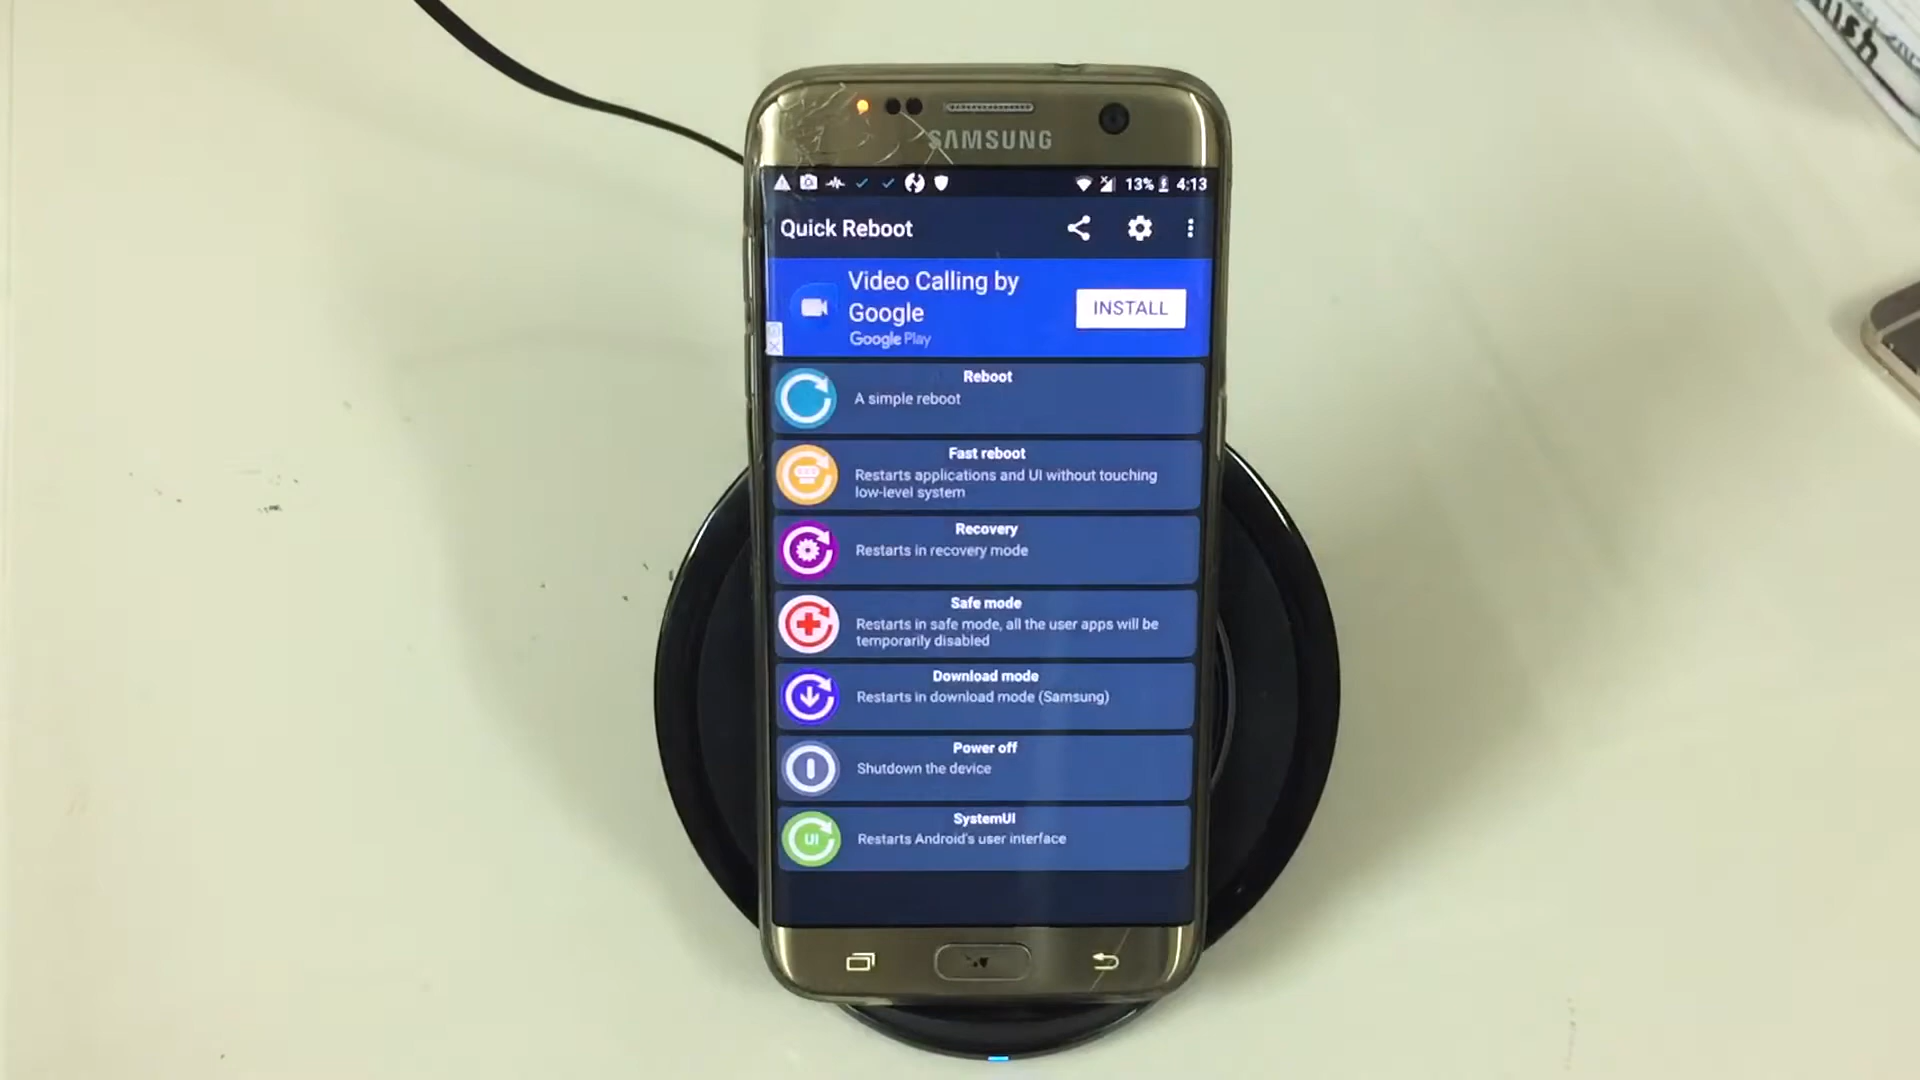 lish
SAMSUNG
13% 4:13
Quick Reboot
Video Calling by
Google
Google Play
INSTALL
Reboot
A simple reboot
Fast reboot
Restarts applications and UI without touching
low-level system
Recovery
Restarts in recovery mode
Safe mode
Restarts in safe mode, all the user apps will be
temporarily disabled
Download mode
Restarts in download mode (Samsung)
Power off
Shutdown the device
SystemUI
UI
Restarts Android's user interface